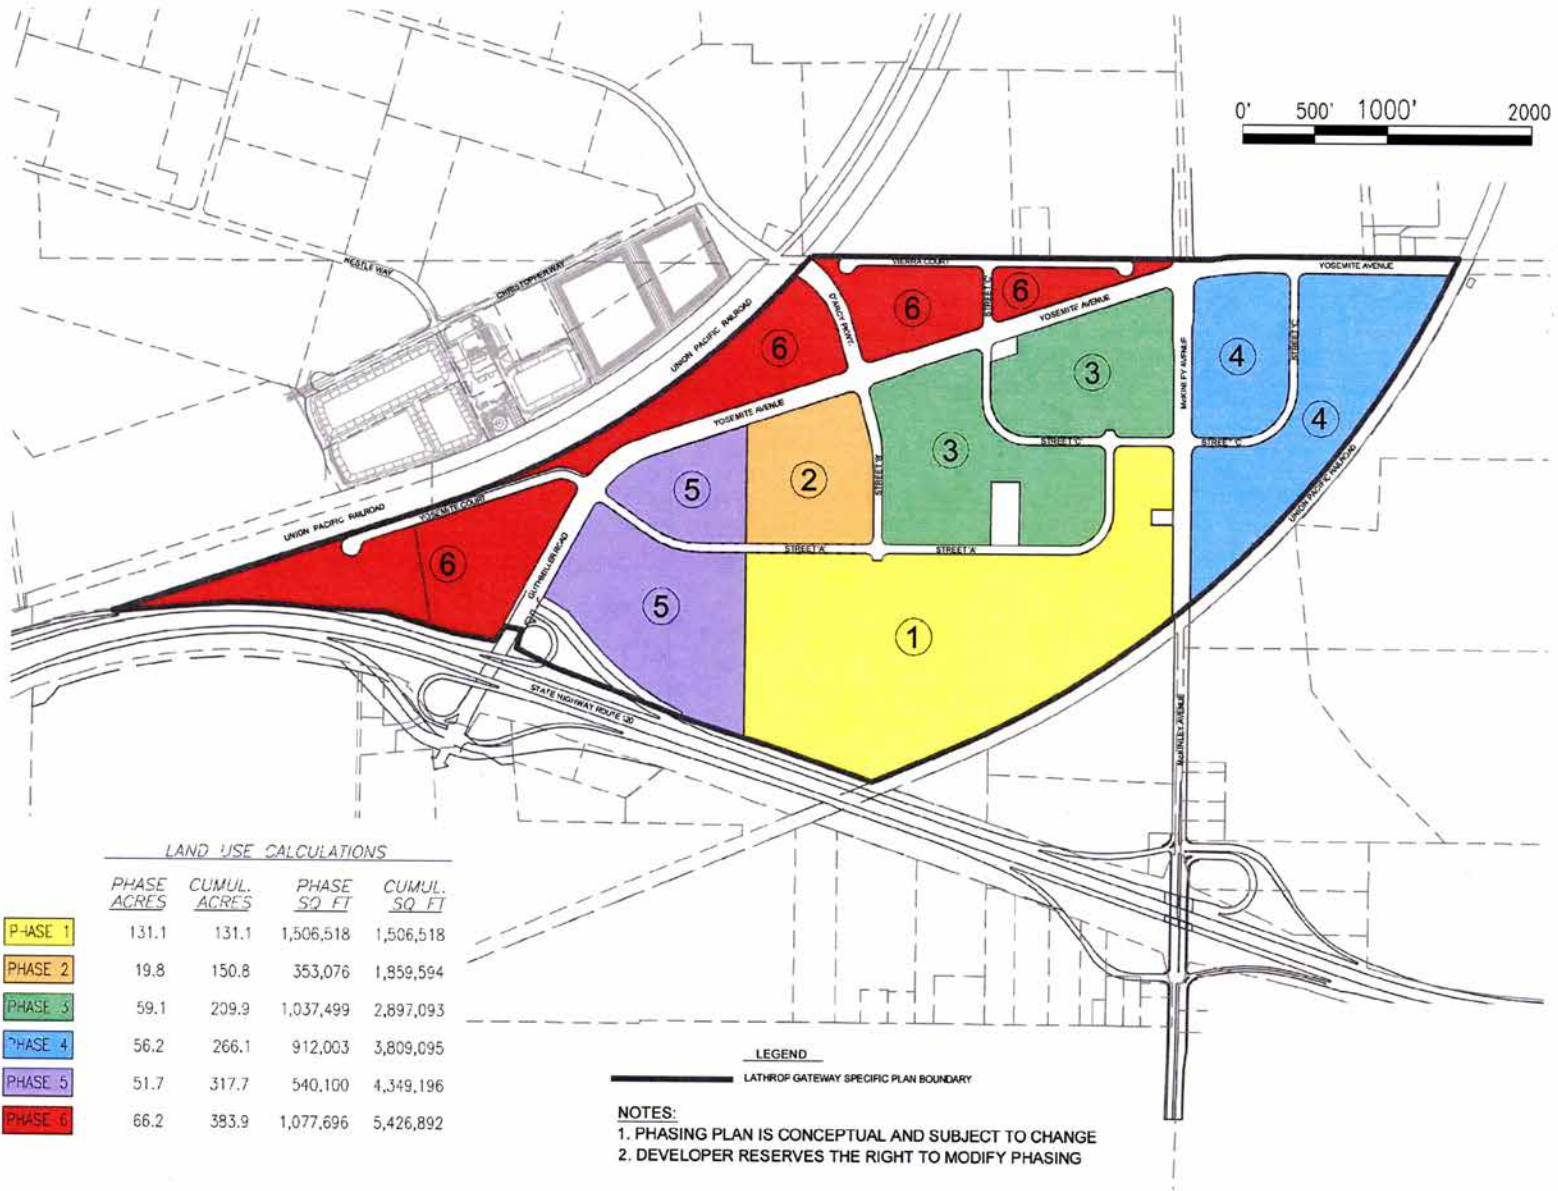 0' 500' 1000' 2000
NESTLE WAY
CHRISTOPHER WAY
UNION PACIFIC RAILROAD
VIERRA COURT
YOSEMITE AVENUE
STREET 'C'
D'ARCY PKWY.
6
6
6
YOSEMITE AVENUE
McKINLEY AVENUE
STREET 'C'
4
3
4
YOSEMITE AVENUE
STREET 'C'
STREET 'C'
3
5
2
STREET 'B'
UNION PACIFIC RAILROAD
UNION PACIFIC RAILROAD
YOSEMITE COURT
STREET 'A'
STREET 'A'
6
GUTHMILLER ROAD
5
1
STATE HIGHWAY ROUTE 120
McKINLEY AVENUE
LAND USE CALCULATIONS
PHASE CUMUL. PHASE CUMUL.
ACRES ACRES SQ FT SQ FT
PHASE 1 131.1 131.1 1,506,518 1,506,518
PHASE 2 19.8 150.8 353,076 1,859,594
PHASE 3 59.1 209.9 1,037,499 2,897,093
PHASE 4 56.2 266.1 912,003 3,809,095
PHASE 5 51.7 317.7 540,100 4,349,196
PHASE 6 66.2 383.9 1,077,696 5,426,892
LEGEND
LATHROP GATEWAY SPECIFIC PLAN BOUNDARY
NOTES:
1. PHASING PLAN IS CONCEPTUAL AND SUBJECT TO CHANGE
2. DEVELOPER RESERVES THE RIGHT TO MODIFY PHASING